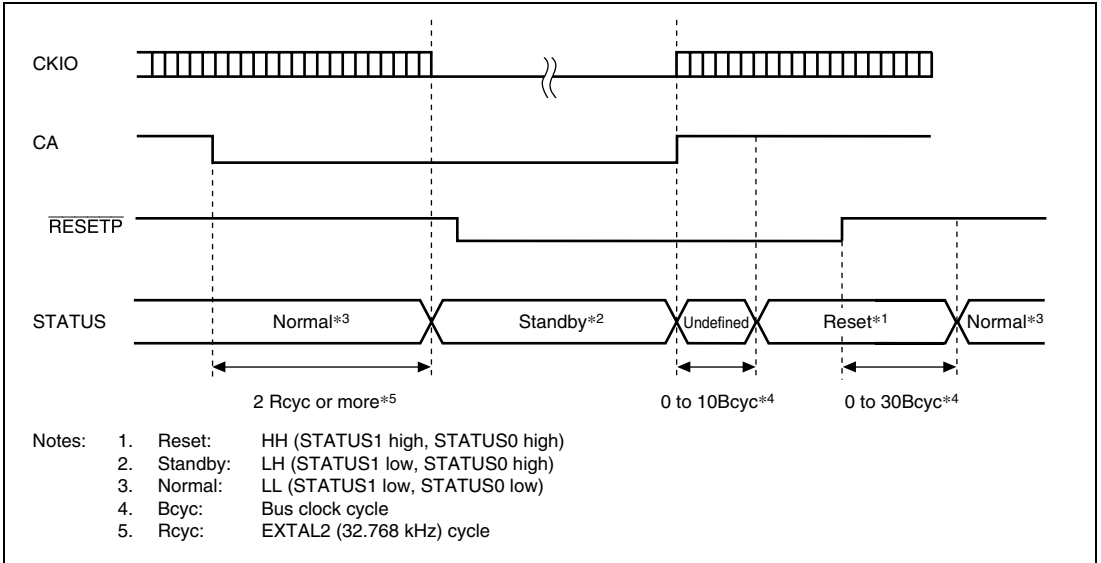 CKIO
CA
RESETP
STATUS Normal*3 Standby*2 Undefined Reset*1 Normal*3
2 Rcyc or more*5 0 to 10Bcyc*4 0 to 30Bcyc*4
Notes: 1. Reset: HH (STATUS1 high, STATUS0 high)
2. Standby: LH (STATUS1 low, STATUS0 high)
3. Normal: LL (STATUS1 low, STATUS0 low)
4. Bcyc: Bus clock cycle
5. Rcyc: EXTAL2 (32.768 kHz) cycle